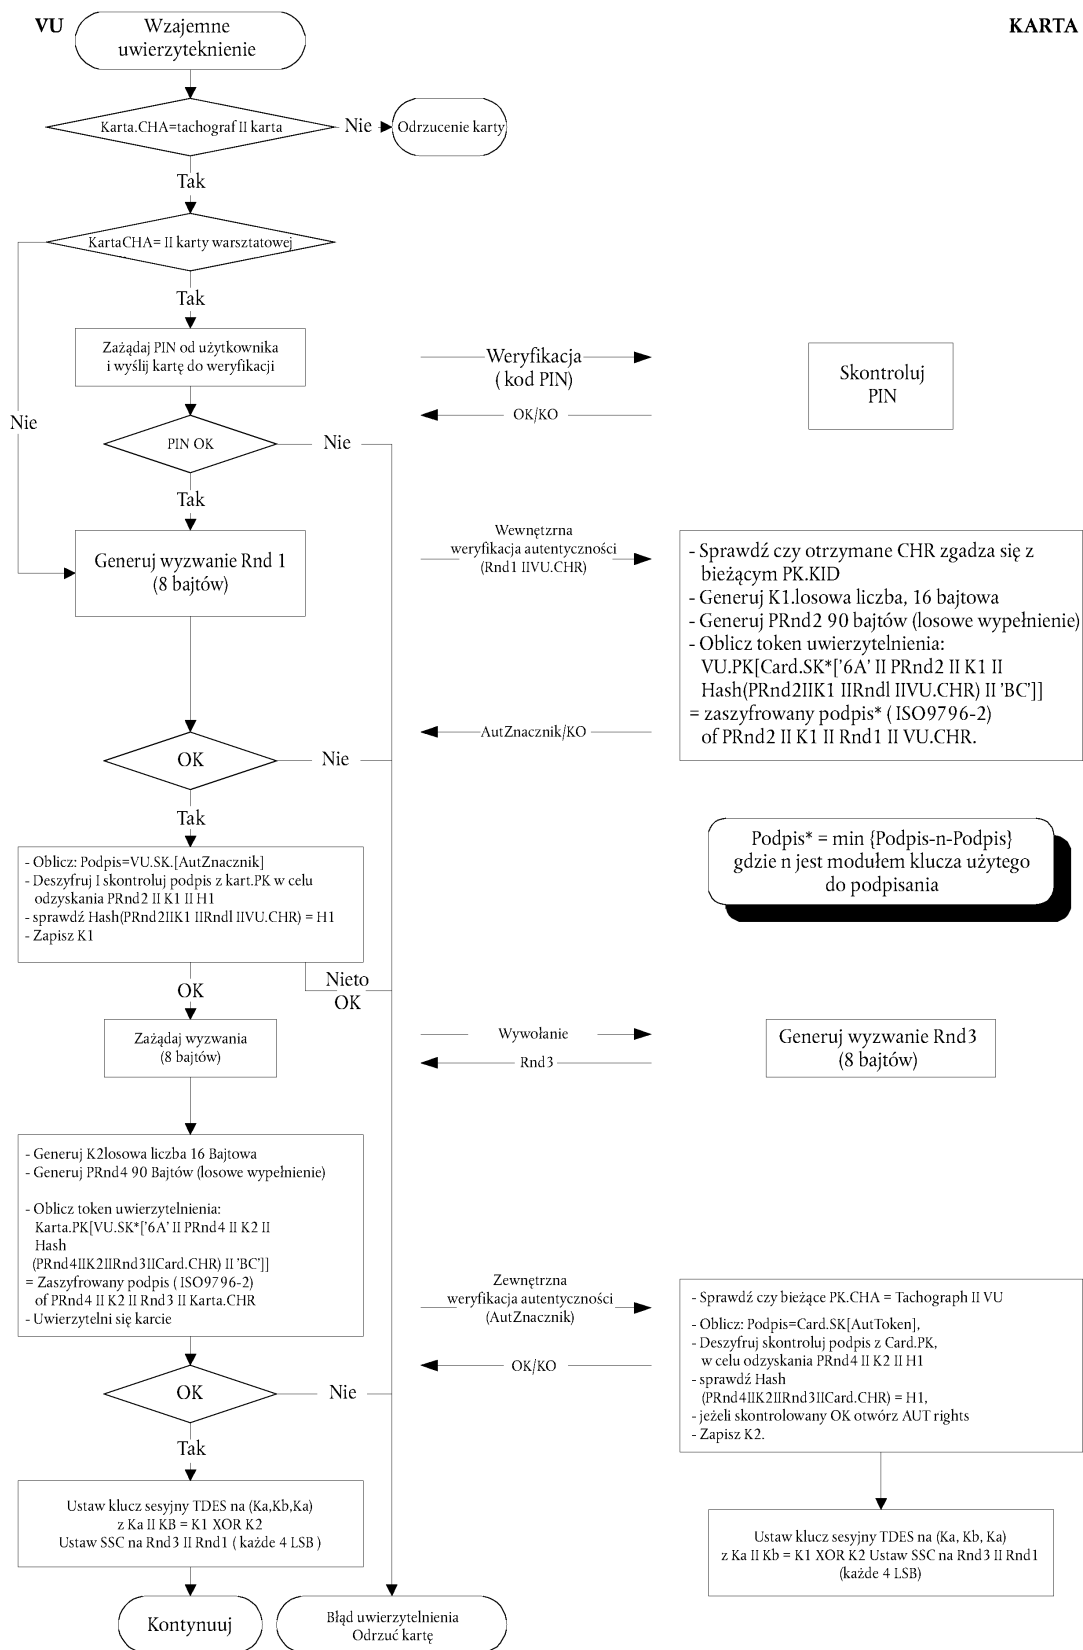 VU
Wzajemne
uwierzyteknienie
KARTA
Karta.CHA=tachograf II karta
Nie
Odrzucenie karty
Tak
KartaCHA= II karty warsztatowej
Tak
Zażądaj PIN od użytkownika
i wyślij kartę do weryfikacji
Weryfikacja
( kod PIN)
Skontroluj
PIN
Nie
OK/KO
PIN OK
Nie
Tak
Generuj wyzwanie Rnd 1
(8 bajtów)
Wewnętzrna
weryfikacja autentyczności
(Rnd1 IIVU.CHR)
- Sprawdź czy otrzymane CHR zgadza się z
bieżącym PK.KID
- Generuj K1.losowa liczba, 16 bajtowa
- Generuj PRnd2 90 bajtów (losowe wypełnienie)
- Oblicz token uwierzytelnienia:
VU.PK[Card.SK*['6A' II PRnd2 II K1 II
Hash(PRnd2IIK1 IIRndl IIVU.CHR) II 'BC']]
= zaszyfrowany podpis* ( ISO9796-2)
of PRnd2 II K1 II Rnd1 II VU.CHR.
AutZnacznik/KO
OK
Nie
Tak
- Oblicz: Podpis=VU.SK.[AutZnacznik]
- Deszyfruj I skontroluj podpis z kart.PK w celu
odzyskania PRnd2 II K1 II H1
- sprawdź Hash(PRnd2IIK1 IIRndl IIVU.CHR) = H1
- Zapisz K1
Podpis* = min {Podpis-n-Podpis}
gdzie n jest modułem klucza użytego
do podpisania
OK
Nieto
OK
Zażądaj wyzwania
(8 bajtów)
Wywołanie
Rnd3
Generuj wyzwanie Rnd3
(8 bajtów)
- Generuj K2losowa liczba 16 Bajtowa
- Generuj PRnd4 90 Bajtów (losowe wypełnienie)
- Oblicz token uwierzytelnienia:
Karta.PK[VU.SK*['6A' II PRnd4 II K2 II
Hash
(PRnd4IIK2IIRnd3IICard.CHR) II 'BC']]
= Zaszyfrowany podpis ( ISO9796-2)
of PRnd4 II K2 II Rnd3 II Karta.CHR
- Uwierzytelni się karcie
Zewnętrzna
weryfikacja autentyczności
(AutZnacznik)
OK/KO
- Sprawdź czy bieżące PK.CHA = Tachograph II VU
- Oblicz: Podpis=Card.SK[AutToken],
- Deszyfruj skontroluj podpis z Card.PK,
w celu odzyskania PRnd4 II K2 II H1
- sprawdź Hash
(PRnd4IIK2IIRnd3IICard.CHR) = H1,
- jeżeli skontrolowany OK otwórz AUT rights
- Zapisz K2.
OK
Nie
Tak
Ustaw klucz sesyjny TDES na (Ka,Kb,Ka)
z Ka II KB = K1 XOR K2
Ustaw SSC na Rnd3 II Rnd1 ( każde 4 LSB )
Ustaw klucz sesyjny TDES na (Ka, Kb, Ka)
z Ka II Kb = K1 XOR K2 Ustaw SSC na Rnd3 II Rnd1
(każde 4 LSB)
Kontynuuj
Błąd uwierzytelnienia
Odrzuć kartę